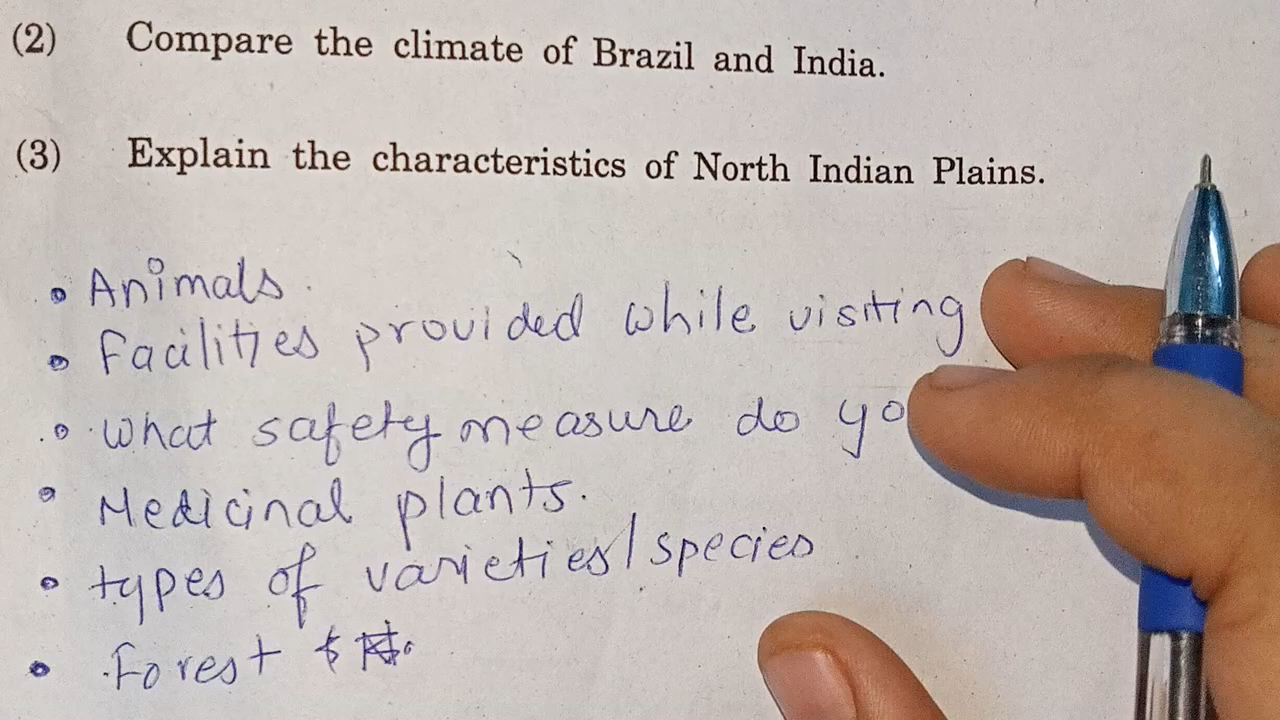 (2) Compare the climate of Brazil and India.
(3) Explain the characteristics of North Indian Plains.
• Animals.
• Facilities provided while visiting
• What safety measure do yo
• Medicinal plants.
• types of varieties/species
• Forest